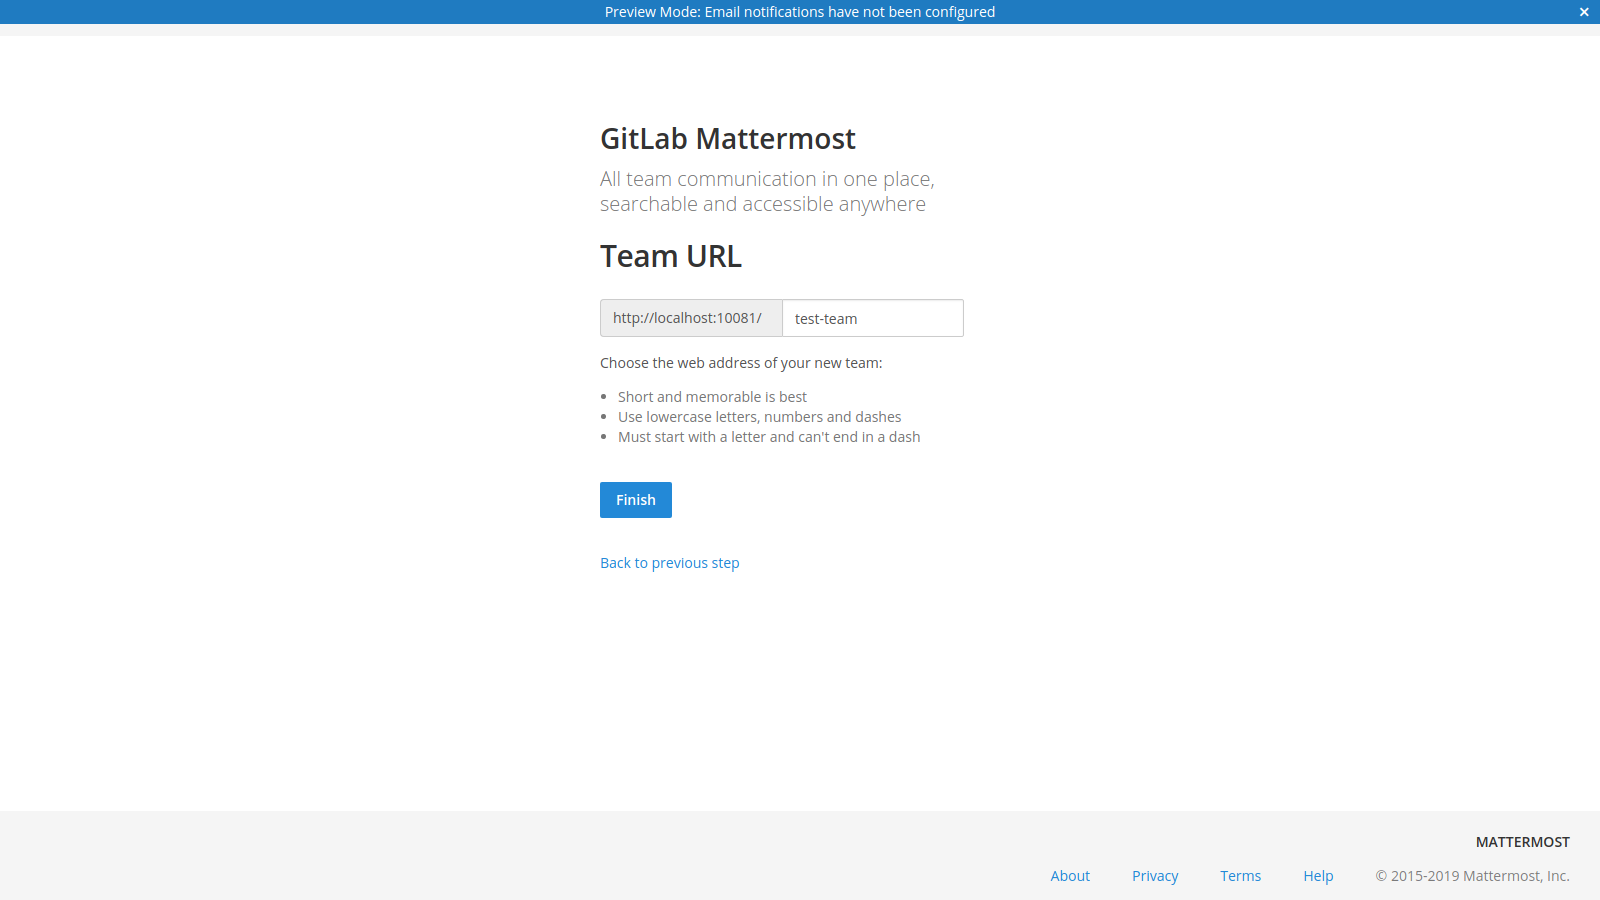 Preview Mode: Email notifications have not been configured ×
GitLab Mattermost
All team communication in one place,
searchable and accessible anywhere
Team URL
http://localhost:10081/ test-team
Choose the web address of your new team:
• Short and memorable is best
• Use lowercase letters, numbers and dashes
• Must start with a letter and can't end in a dash
Finish
Back to previous step
MATTERMOST
About Privacy Terms Help © 2015-2019 Mattermost, Inc.